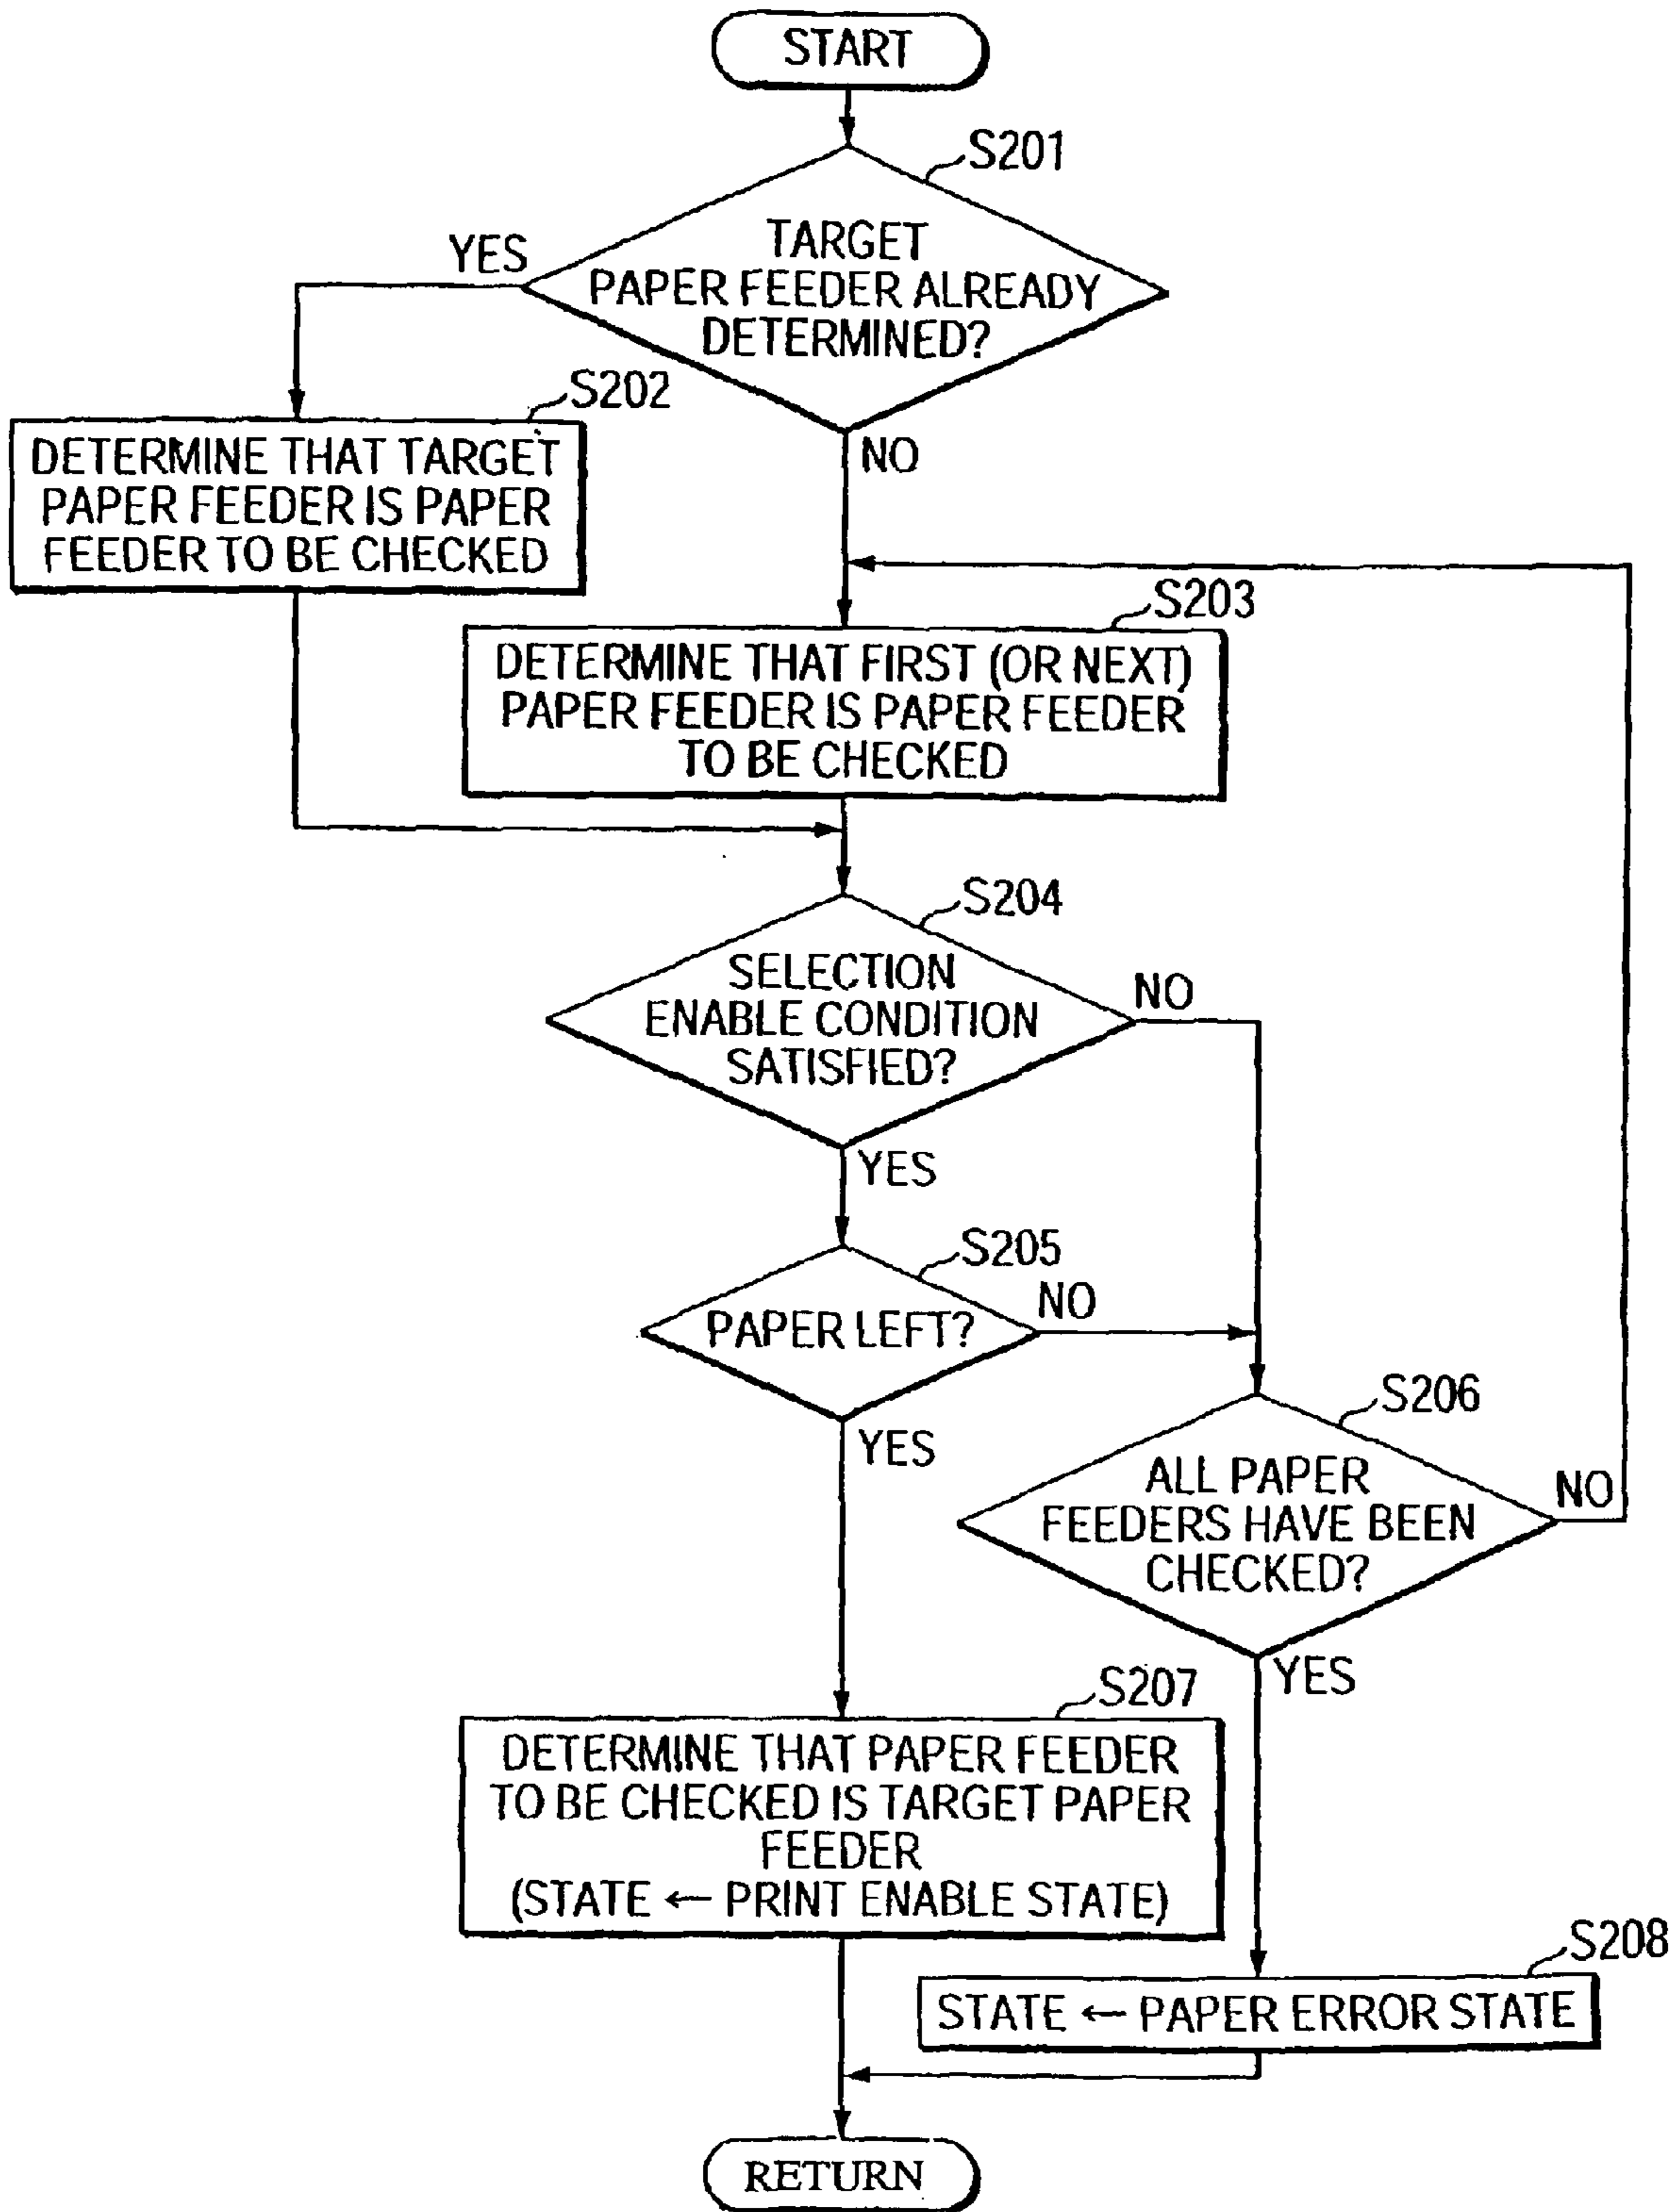 START
S201
TARGET
PAPER FEEDER ALREADY
DETERMINED?
YES
NO
S202
DETERMINE THAT TARGET
PAPER FEEDER IS PAPER
FEEDER TO BE CHECKED
S203
DETERMINE THAT FIRST (OR NEXT)
PAPER FEEDER IS PAPER FEEDER
TO BE CHECKED
S204
SELECTION
ENABLE CONDITION
SATISFIED?
NO
YES
S205
PAPER LEFT?
NO
YES
S206
ALL PAPER
FEEDERS HAVE BEEN
CHECKED?
NO
YES
S207
DETERMINE THAT PAPER FEEDER
TO BE CHECKED IS TARGET PAPER
FEEDER
(STATE ← PRINT ENABLE STATE)
S208
STATE ← PAPER ERROR STATE
RETURN